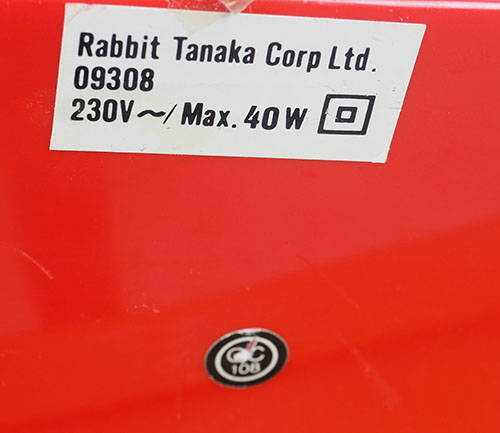 Rabbit Tanaka Corp Ltd.
09308
230V ~/ Max. 40W
QC
108